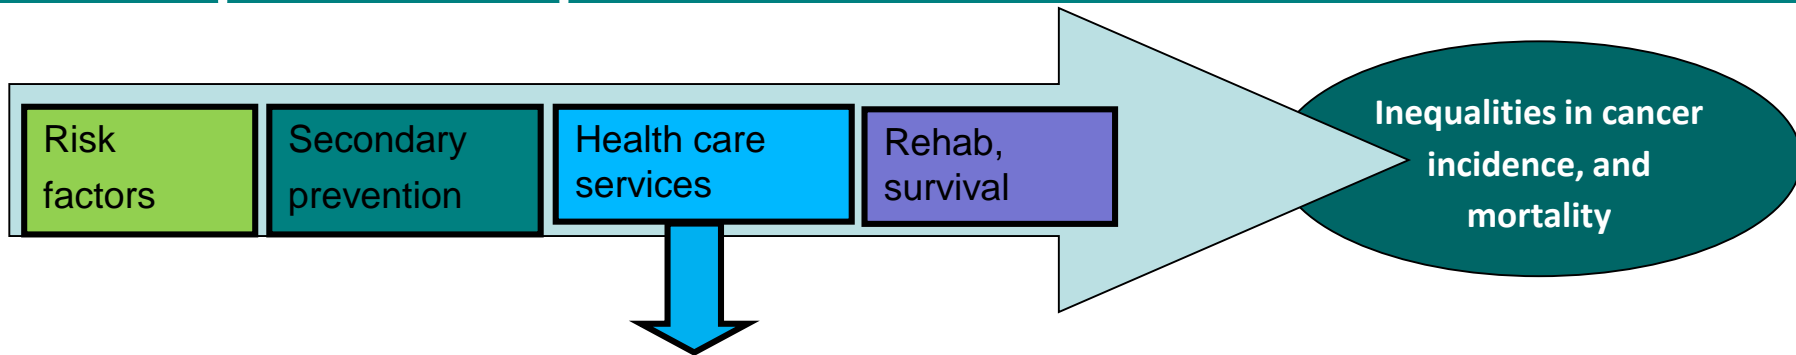 Risk
factors
Secondary
prevention
Health care
services
Rehab,
survival
Inequalities in cancer
incidence, and
mortality